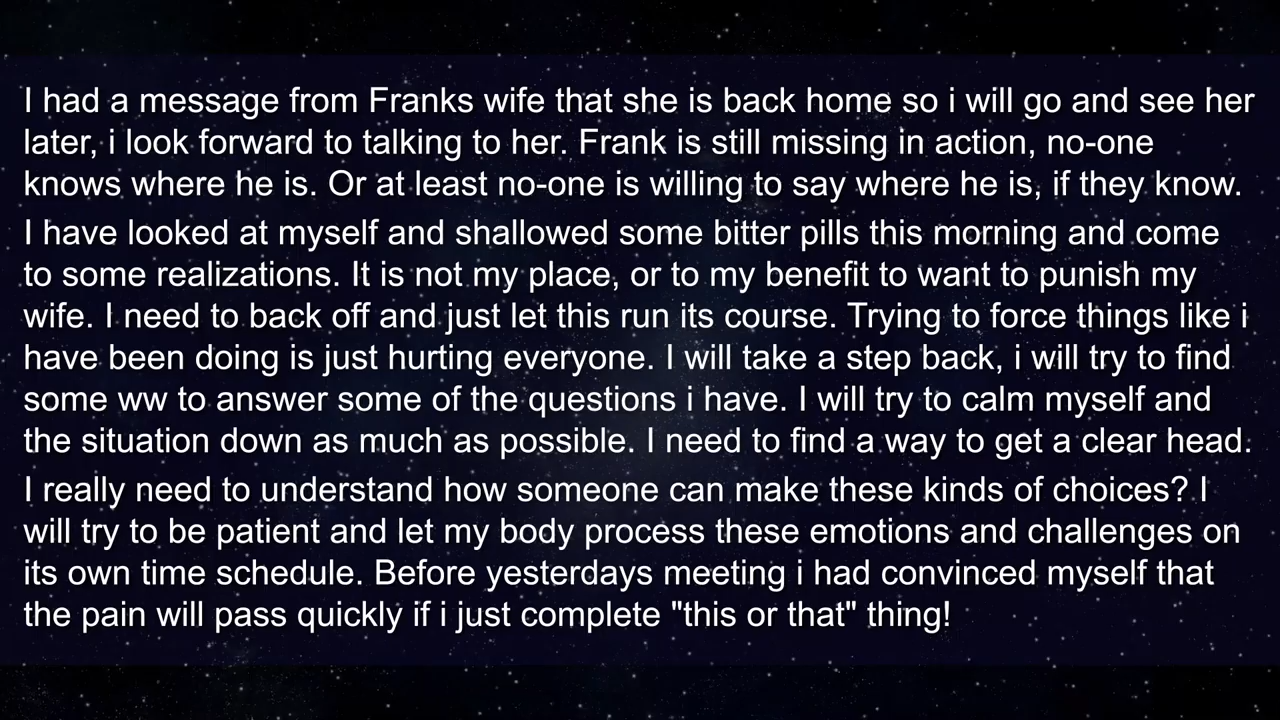 I had a message from Franks wife that she is back home so i will go and see her
later, i look forward to talking to her. Frank is still missing in action, no-one
knows where he is. Or at least no-one is willing to say where he is, if they know.
I have looked at myself and shallowed some bitter pills this morning and come
to some realizations. It is not my place, or to my benefit to want to punish my
wife. I need to back off and just let this run its course. Trying to force things like i
have been doing is just hurting everyone. I will take a step back, i will try to find
some ww to answer some of the questions i have. I will try to calm myself and
the situation down as much as possible. I need to find a way to get a clear head.
I really need to understand how someone can make these kinds of choices? I
will try to be patient and let my body process these emotions and challenges on
its own time schedule. Before yesterdays meeting i had convinced myself that
the pain will pass quickly if i just complete "this or that" thing!